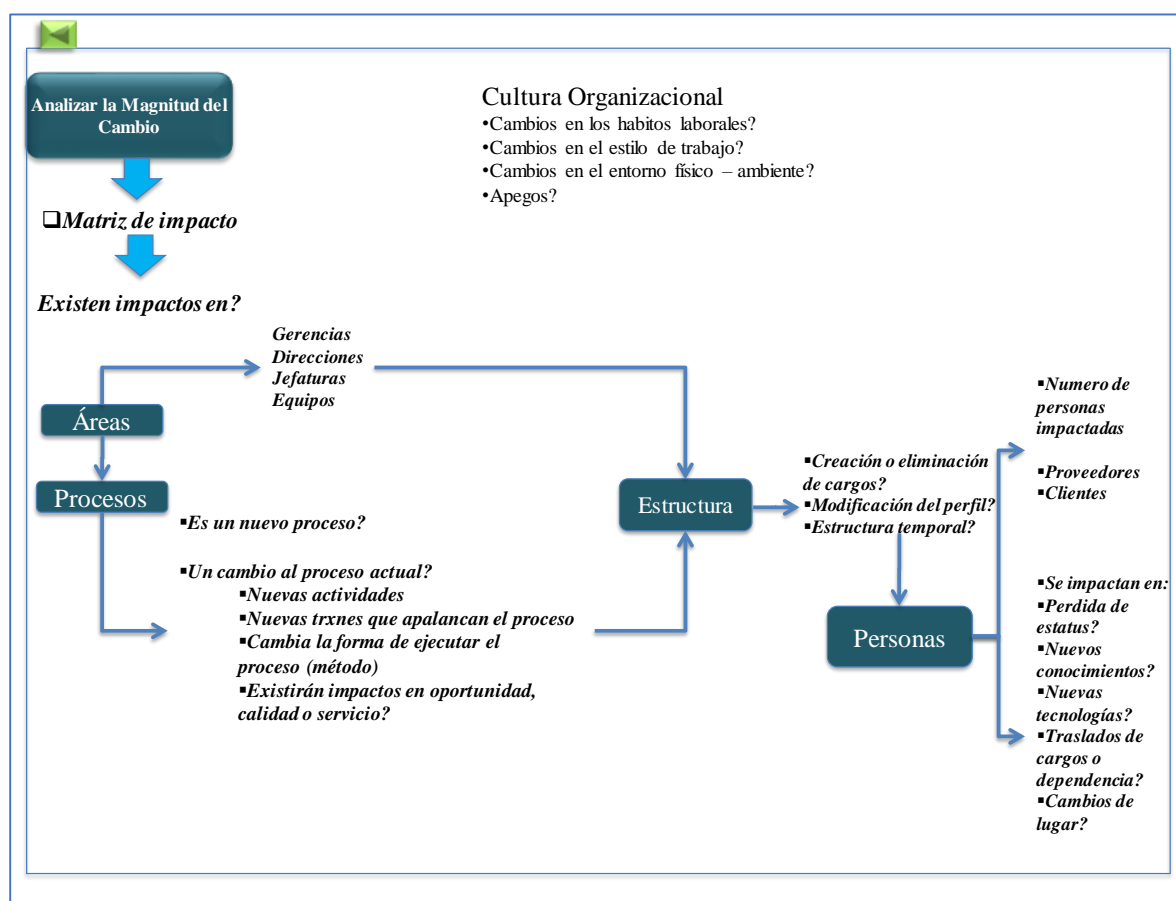 Analizar la Magnitud del
Cambio
❑Matriz de impacto
Existen impactos en?
Cultura Organizacional
•Cambios en los habitos laborales?
•Cambios en el estilo de trabajo?
•Cambios en el entorno físico – ambiente?
•Apegos?
Gerencias
Direcciones
Jefaturas
Equipos
Áreas
Procesos
▪Es un nuevo proceso?
▪Un cambio al proceso actual?
▪Nuevas actividades
▪Nuevas trxnes que apalancan el proceso
▪Cambia la forma de ejecutar el
proceso (método)
▪Existirán impactos en oportunidad,
calidad o servicio?
Estructura
▪Creación o eliminación
de cargos?
▪Modificación del perfil?
▪Estructura temporal?
Personas
▪Numero de
personas
impactadas
▪Proveedores
▪Clientes
▪Se impactan en:
▪Perdida de
estatus?
▪Nuevos
conocimientos?
▪Nuevas
tecnologías?
▪Traslados de
cargos o
dependencia?
▪Cambios de
lugar?